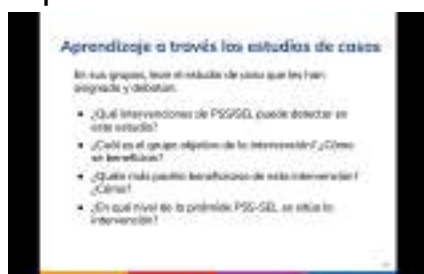 Aprendizaje a través los estudios de casos
En sus grupos, lean el estudio de caso que les han
asignado y debatan:
¿Qué intervenciones de PSS/SEL puede detectar en
este estudio?
¿Cuál es el grupo objetivo de la intervención? ¿Cómo
se benefician?
¿Quién más podría beneficiarse de esta intervención?
¿Cómo?
¿En qué nivel de la pirámide PSS-SEL se sitúa la
intervención?